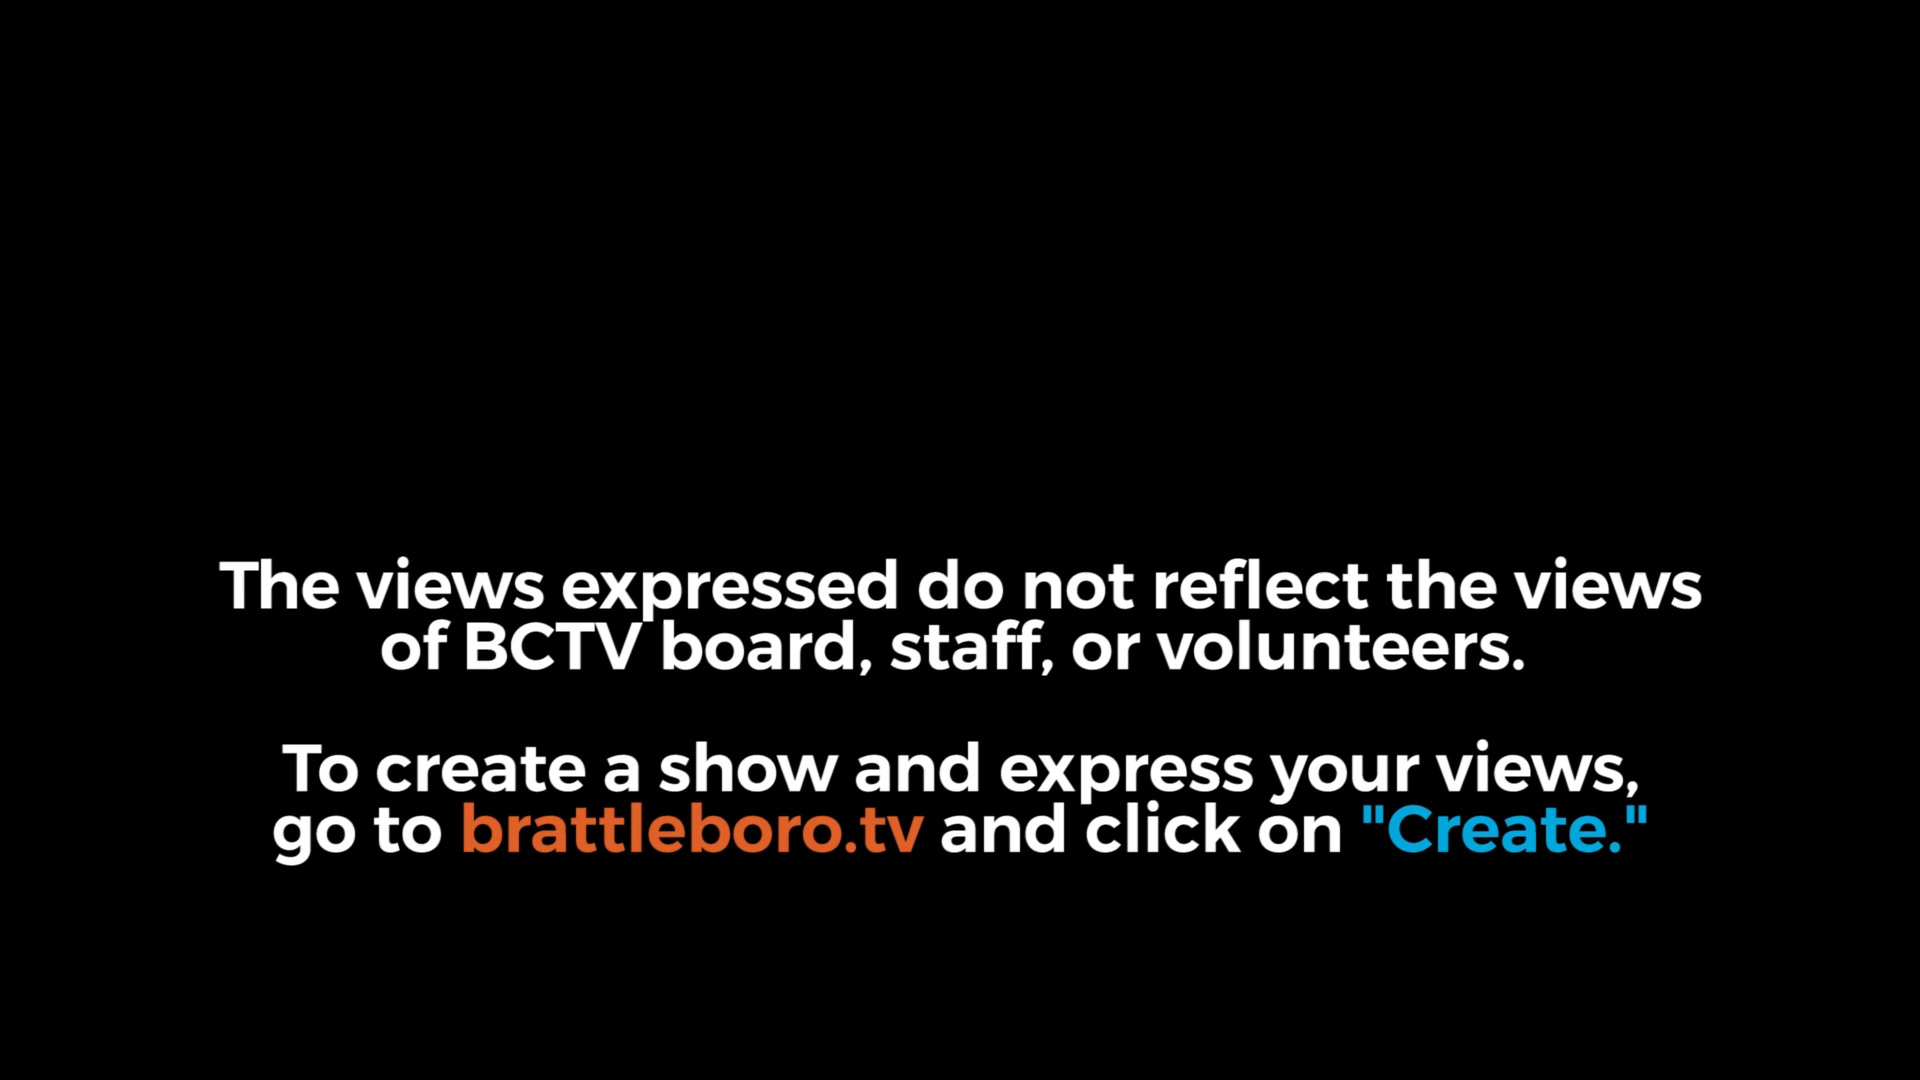 The views expressed do not reflect the views
of BCTV board, staff, or volunteers.
To create a show and express your views,
go to brattleboro.tv and click on "Create."